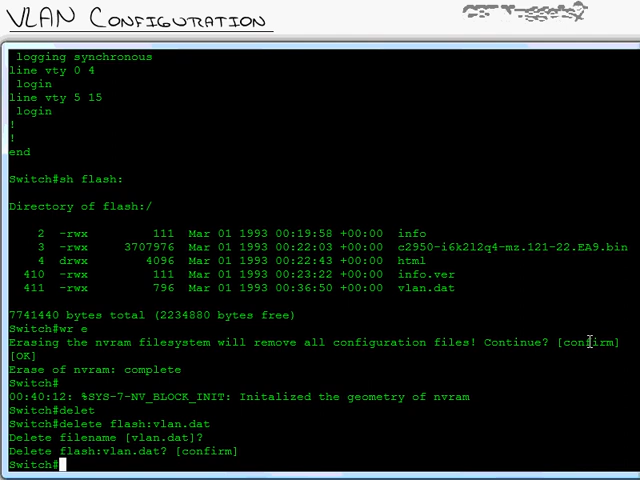 VLAN CONFIGURATION
logging synchronous
line vty 0 4
login
line vty 5 15
login
!
!
end
Switch#sh flash:
Directory of flash:/
2 -rwx 111 Mar 01 1993 00:19:58 +00:00 info
3 -rwx 3707976 Mar 01 1993 00:22:03 +00:00 c2950-i6k2l2q4-mz.121-22.EA9.bin
4 drwx 4096 Mar 01 1993 00:22:43 +00:00 html
410 -rwx 111 Mar 01 1993 00:23:22 +00:00 info.ver
411 -rwx 796 Mar 01 1993 00:36:50 +00:00 vlan.dat
7741440 bytes total (2234880 bytes free)
Switch#wr e
Erasing the nvram filesystem will remove all configuration files! Continue? [confirm]
[OK]
Erase of nvram: complete
Switch#
00:40:12: %SYS-7-NV_BLOCK_INIT: Initalized the geometry of nvram
Switch#delet
Switch#delete flash:vlan.dat
Delete filename [vlan.dat]?
Delete flash:vlan.dat? [confirm]
Switch#